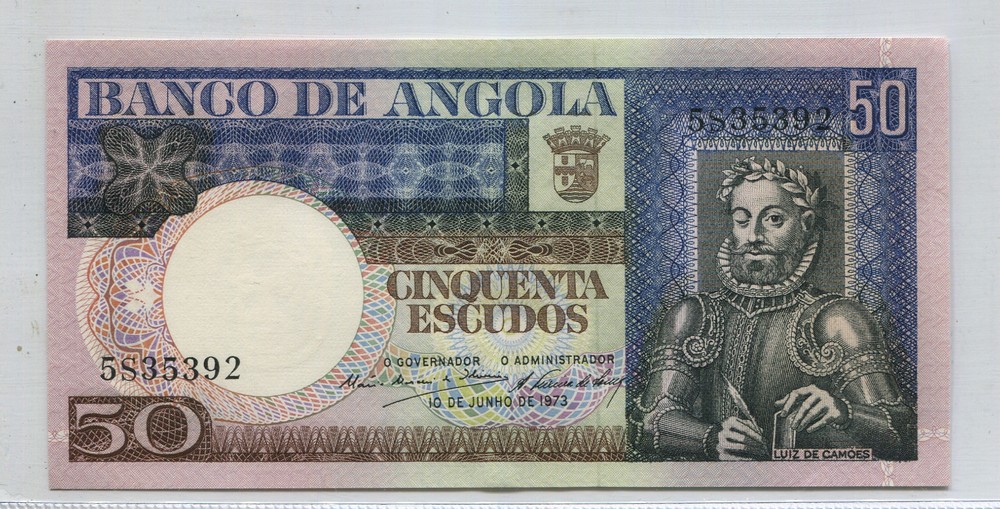 BANCO DE ANGOLA
5S35392
50
CINQUENTA
ESCUDOS
5S35392
O GOVERNADOR O ADMINISTRADOR
10 DE JUNHO DE 1973
50
LUIZ DE CAMÕES